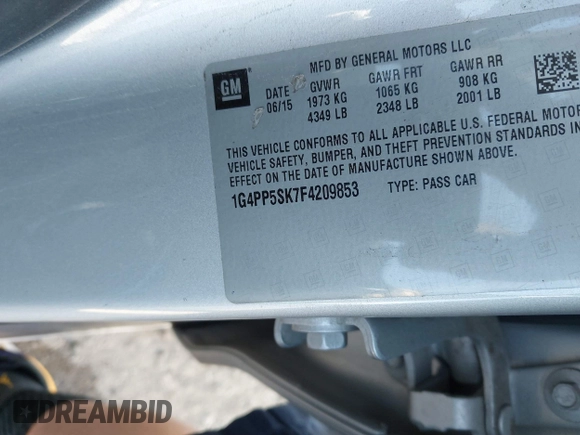 MFD BY GENERAL MOTORS LLC
GM
DATE GVWR GAWR FRT GAWR RR
06/15 1973 KG 1065 KG 908 KG
4349 LB 2348 LB 2001 LB
THIS VEHICLE CONFORMS TO ALL APPLICABLE U.S. FEDERAL MOTOR
VEHICLE SAFETY, BUMPER, AND THEFT PREVENTION STANDARDS
EFFECT ON THE DATE OF MANUFACTURE SHOWN ABOVE.
1G4PP5SK7F4209853 TYPE: PASS CAR
DREAMBID